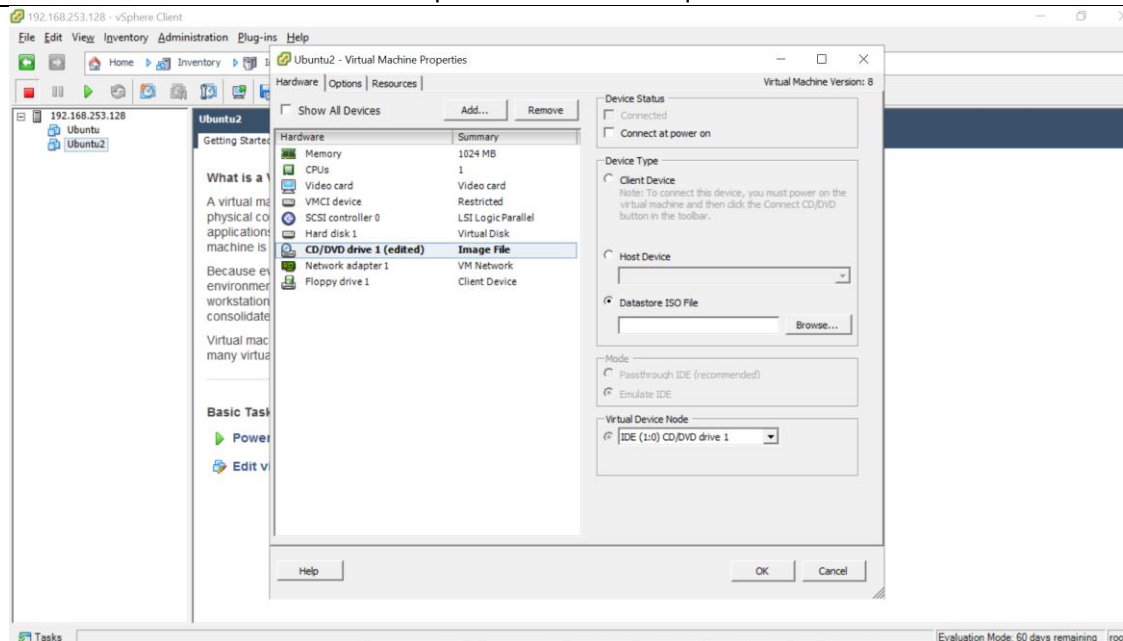 192.168.253.128 - vSphere Client
File Edit View Inventory Administration Plug-ins Help
Home Inventory
192.168.253.128
Ubuntu
Ubuntu2
Ubuntu2
Getting Started
What is a
A virtual
physical
applications
machine is
Because
workstation
consolidate
Virtual
many
Basic
Power
Edit
Ubuntu2 - Virtual Machine Properties
Hardware Options Resources
Virtual Machine Version: 8
Show All Devices Add... Remove
Hardware Summary
Memory 1024 MB
CPUs 1
Video card Video card
VMCI device Restricted
SCSI controller 0 LSI Logic Parallel
Hard disk 1 Virtual Disk
CD/DVD drive 1 (edited) Image File
Network adapter 1 VM Network
Floppy drive 1 Client Device
Device Status
Connected
Connect at power on
Device Type
Client Device
Note: To connect this device, you must power on the
virtual machine and then click the Connect CD/DVD
button in the toolbar.
Host Device
Datastore ISO File
Browse...
Mode
Passthrough IDE (recommended)
Emulate IDE
Virtual Device Node
IDE (1:0) CD/DVD drive 1
Help OK Cancel
Tasks
Evaluation Mode: 60 days remaining